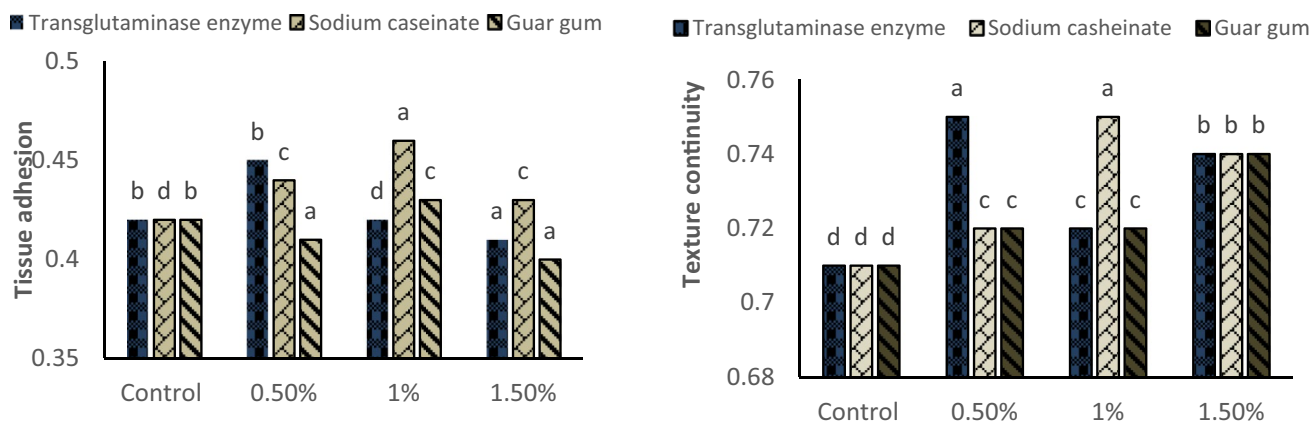 Transglutaminase enzyme Sodium caseinate Guar gum
Tissue adhesion
0.5
0.45
0.4
0.35
b d b
b c a
d a c
a c a
Control 0.50% 1% 1.50%
Transglutaminase enzyme Sodium casheinate Guar gum
Texture continuity
0.76
0.74
0.72
0.7
0.68
d d d
a c c
c a c
b b b
Control 0.50% 1% 1.50%